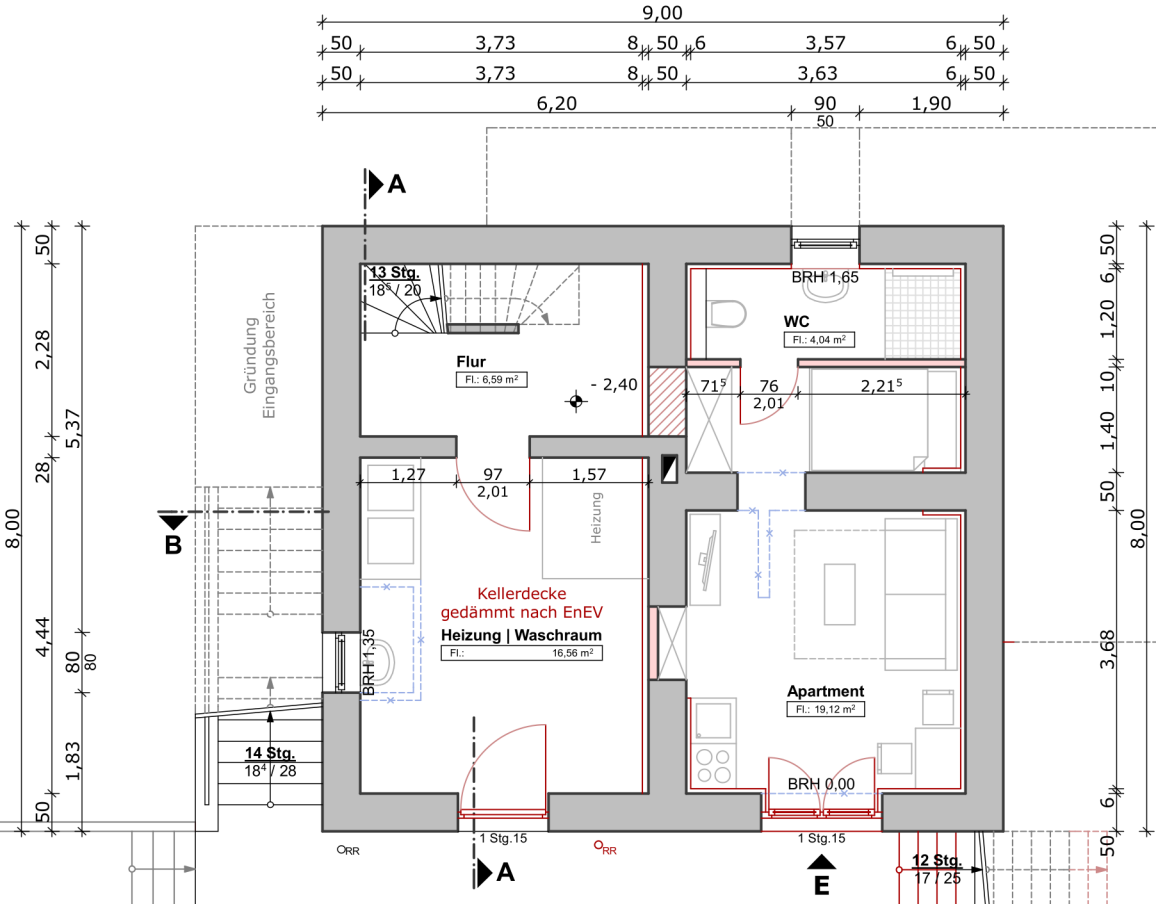 9,00
50 3,73 8 50 6 3,57 6 50
50 3,73 8 50 3,63 6 50
6,20 90 1,90
50
A
13 Stg.
18⁵ / 20
BRH 1,65
WC
Fl.: 4,04 m²
Flur
Fl.: 6,59 m²
- 2,40
71⁵ 76 2,21⁵
2,01
Gründung
Eingangsbereich
50
2,28
28
4,44
50
5,37
80
80
1,83
8,00
50
6
1,20
10
1,40
50
3,68
6
50
8,00
B
1,27 97 1,57
2,01
Heizung
Kellerdecke
gedämmt nach EnEV
Heizung | Waschraum
Fl.: 16,56 m²
BRH 1,35
Apartment
Fl.: 19,12 m²
BRH 0,00
14 Stg.
18⁴ / 28
1 Stg.15
1 Stg.15
RR
RR
A
E
12 Stg.
17 / 25